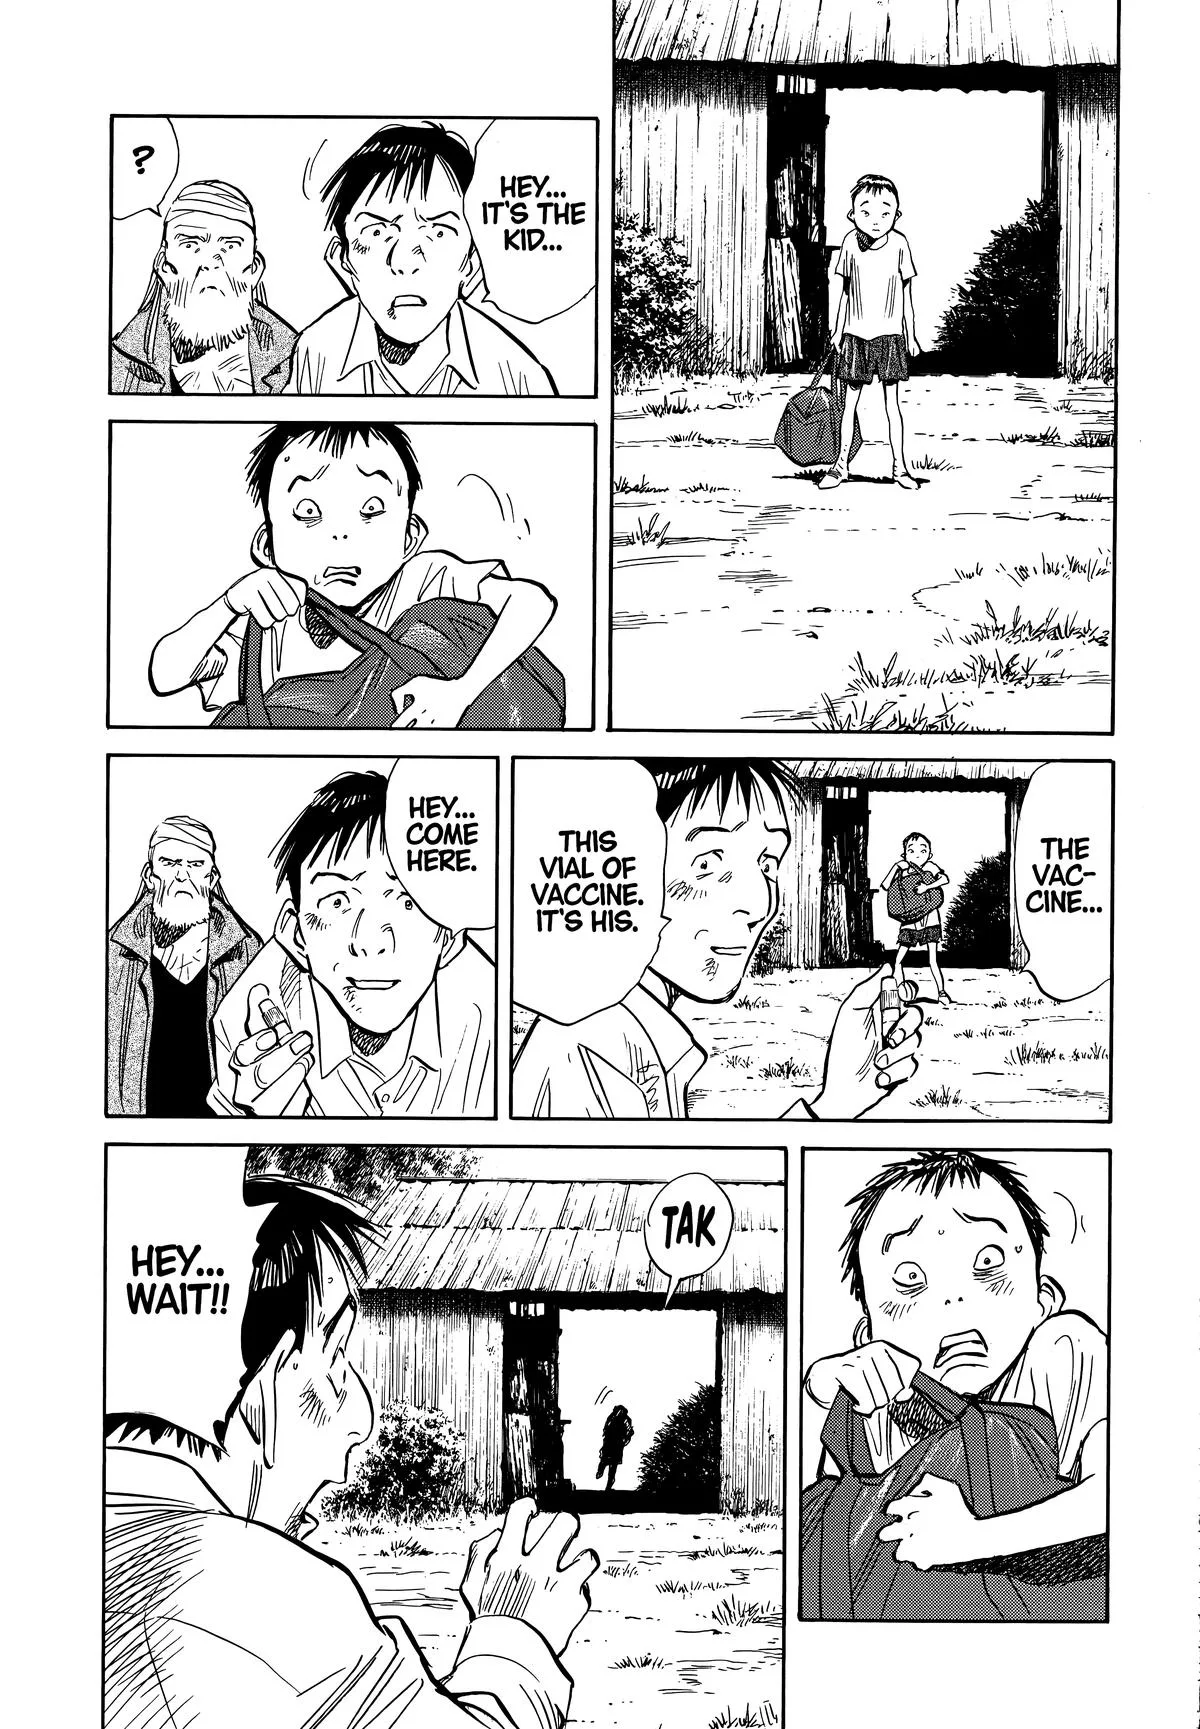 HEY...
IT'S THE
KID...
?
THE
VAC-
CINE...
THIS
VIAL OF
VACCINE.
IT'S HIS.
HEY...
COME
HERE.
TAK
HEY...
WAIT!!